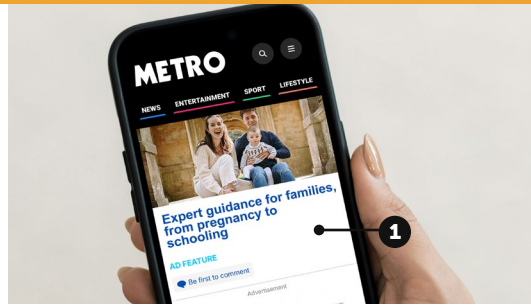 METRO
NEWS ENTERTAINMENT SPORT LIFESTYLE
Expert guidance for families,
from pregnancy to
schooling
1
AD FEATURE
Be first to comment
Advertisement